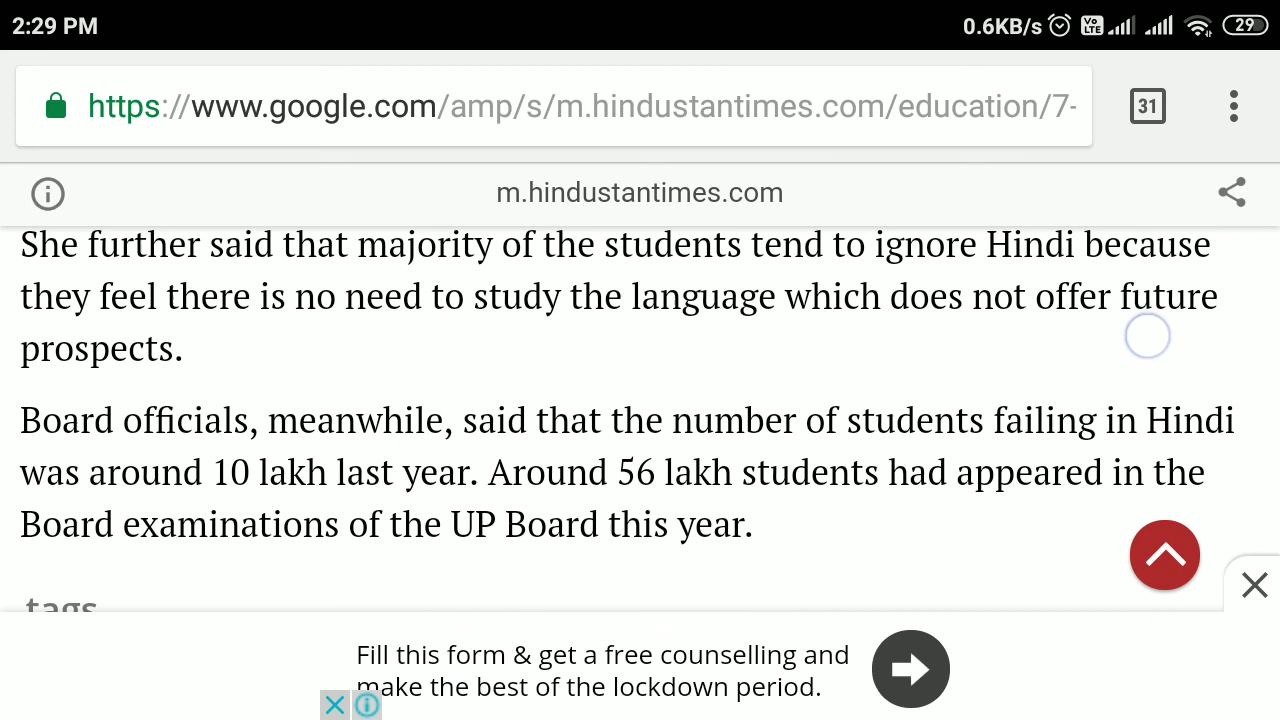 2:29 PM
0.6KB/s
Vo LTE
29
https://www.google.com/amp/s/m.hindustantimes.com/education/7-
31
m.hindustantimes.com
She further said that majority of the students tend to ignore Hindi because
they feel there is no need to study the language which does not offer future
prospects.
Board officials, meanwhile, said that the number of students failing in Hindi
was around 10 lakh last year. Around 56 lakh students had appeared in the
Board examinations of the UP Board this year.
tags
Fill this form & get a free counselling and
make the best of the lockdown period.